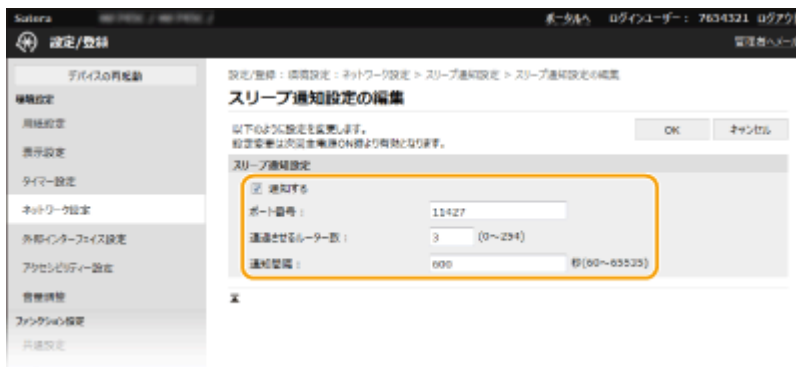 Satera
ポータルへ ログインユーザー: 7654321 ログアウ
設定/登録
管理者へメール
デバイスの再起動
環境設定
用紙設定
表示設定
タイマー設定
ネットワーク設定
外部インターフェイス設定
アクセシビリティー設定
音量調整
ファンクション設定
共通設定
設定/登録 : 環境設定 : ネットワーク設定 > スリープ通知設定 > スリープ通知設定の編集
スリープ通知設定の編集
以下のように設定を変更します。
設定変更は次回主電源ON時より有効となります。
OK キャンセル
スリープ通知設定
通知する
ポート番号 : 11427
通過させるルーター数 : 3 (0~254)
通知間隔 : 600 秒(60~65535)